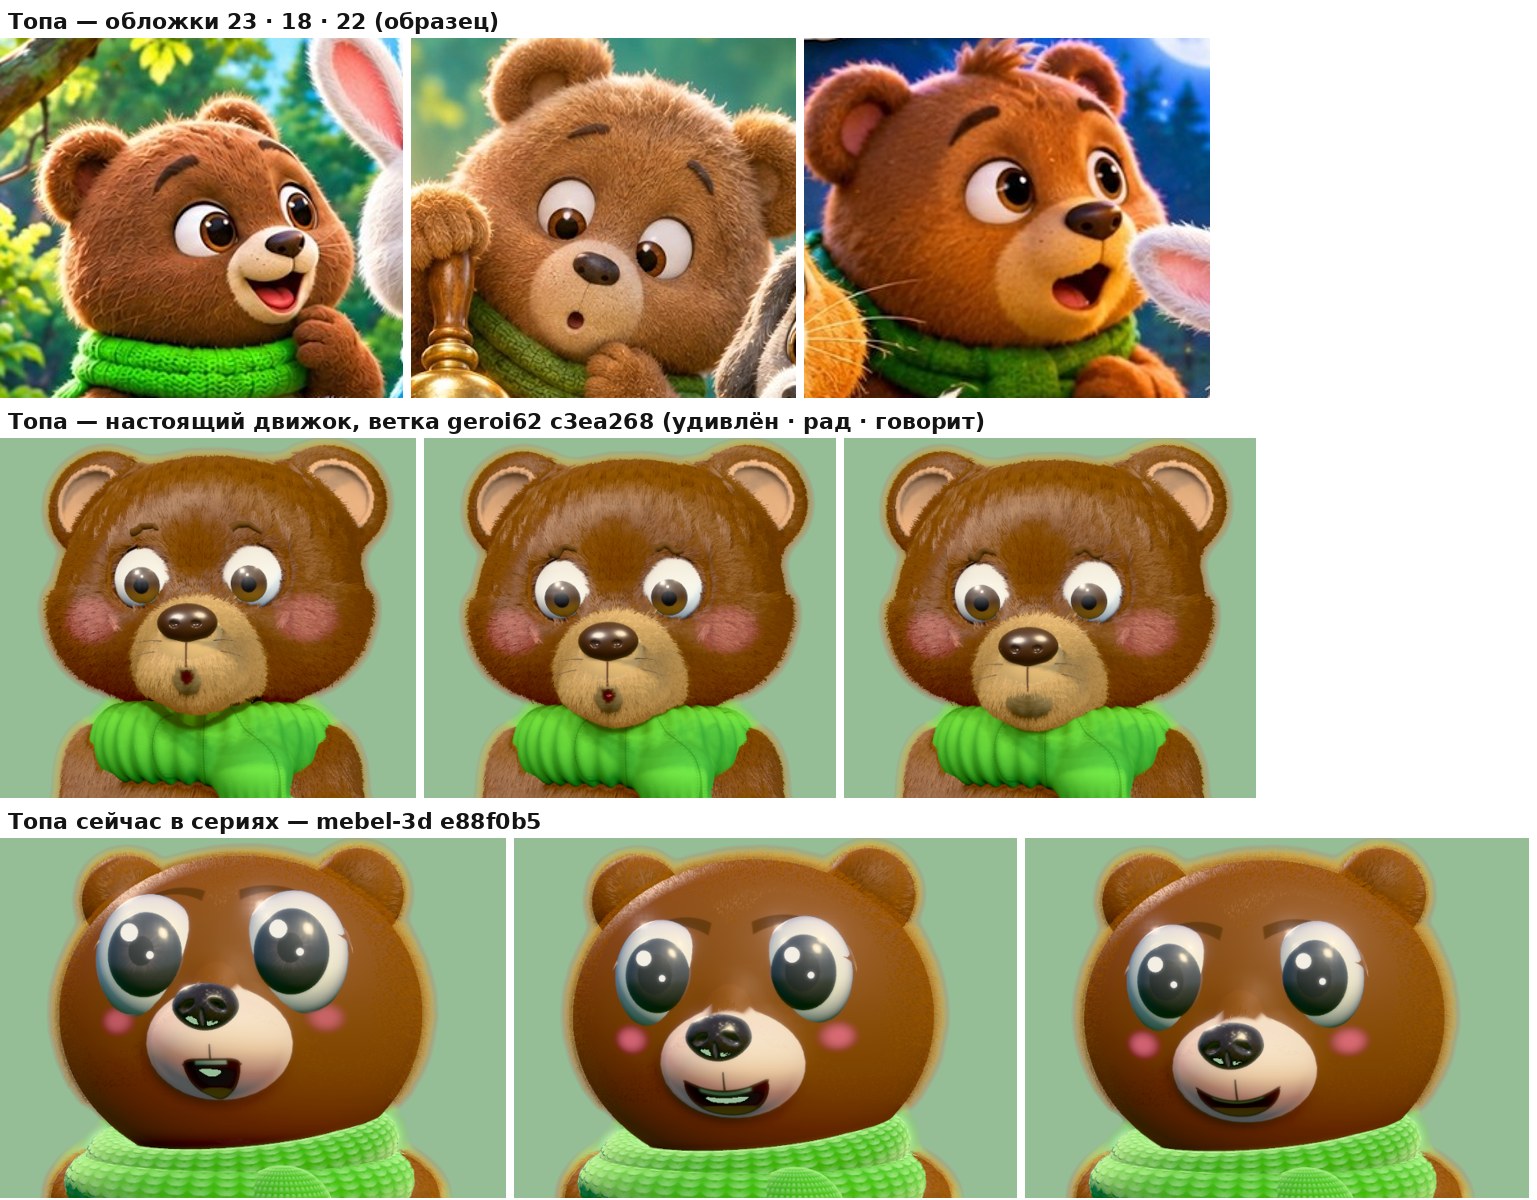 Топа — обложки 23 · 18 · 22 (образец)
Топа — настоящий движок, ветка geroi62 c3ea268 (удивлён · рад · говорит)
Топа сейчас в сериях — mebel-3d e88f0b5